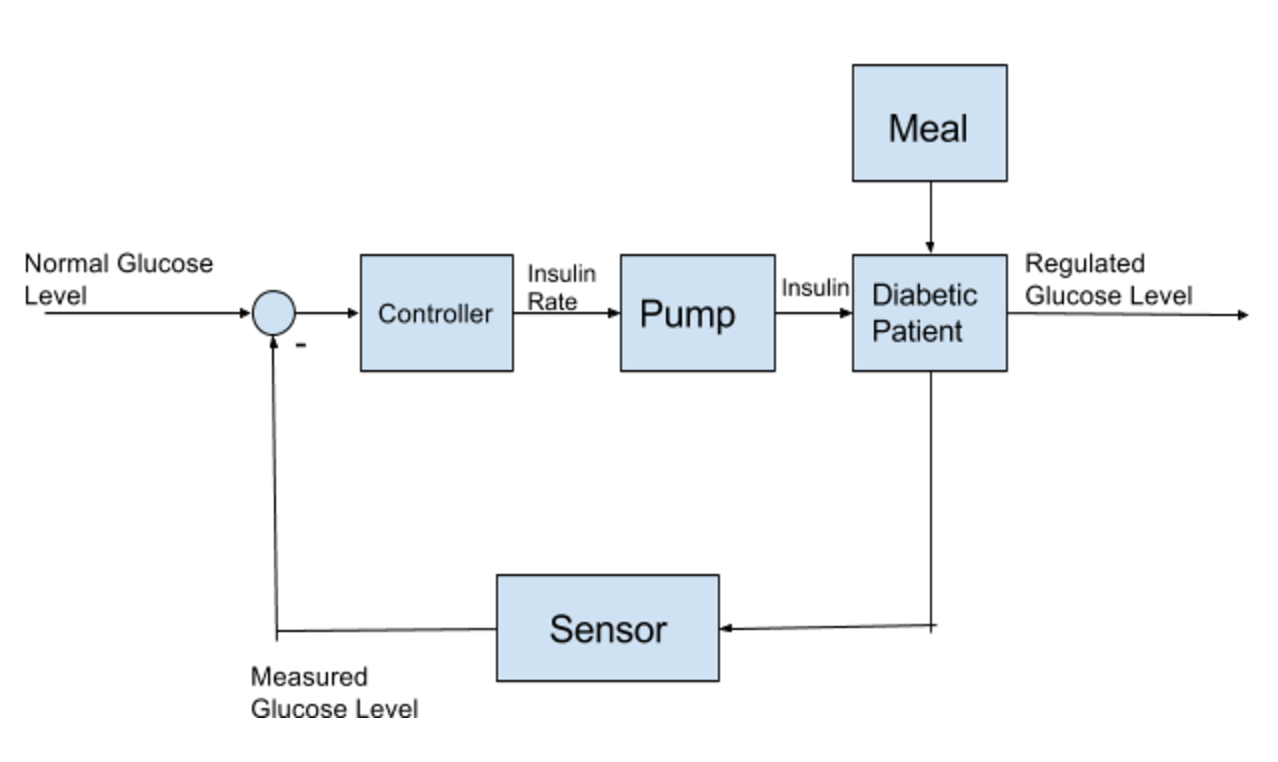 Meal
Normal Glucose
Level
-
Controller
Insulin
Rate
Pump
Insulin
Diabetic
Patient
Regulated
Glucose Level
Sensor
Measured
Glucose Level